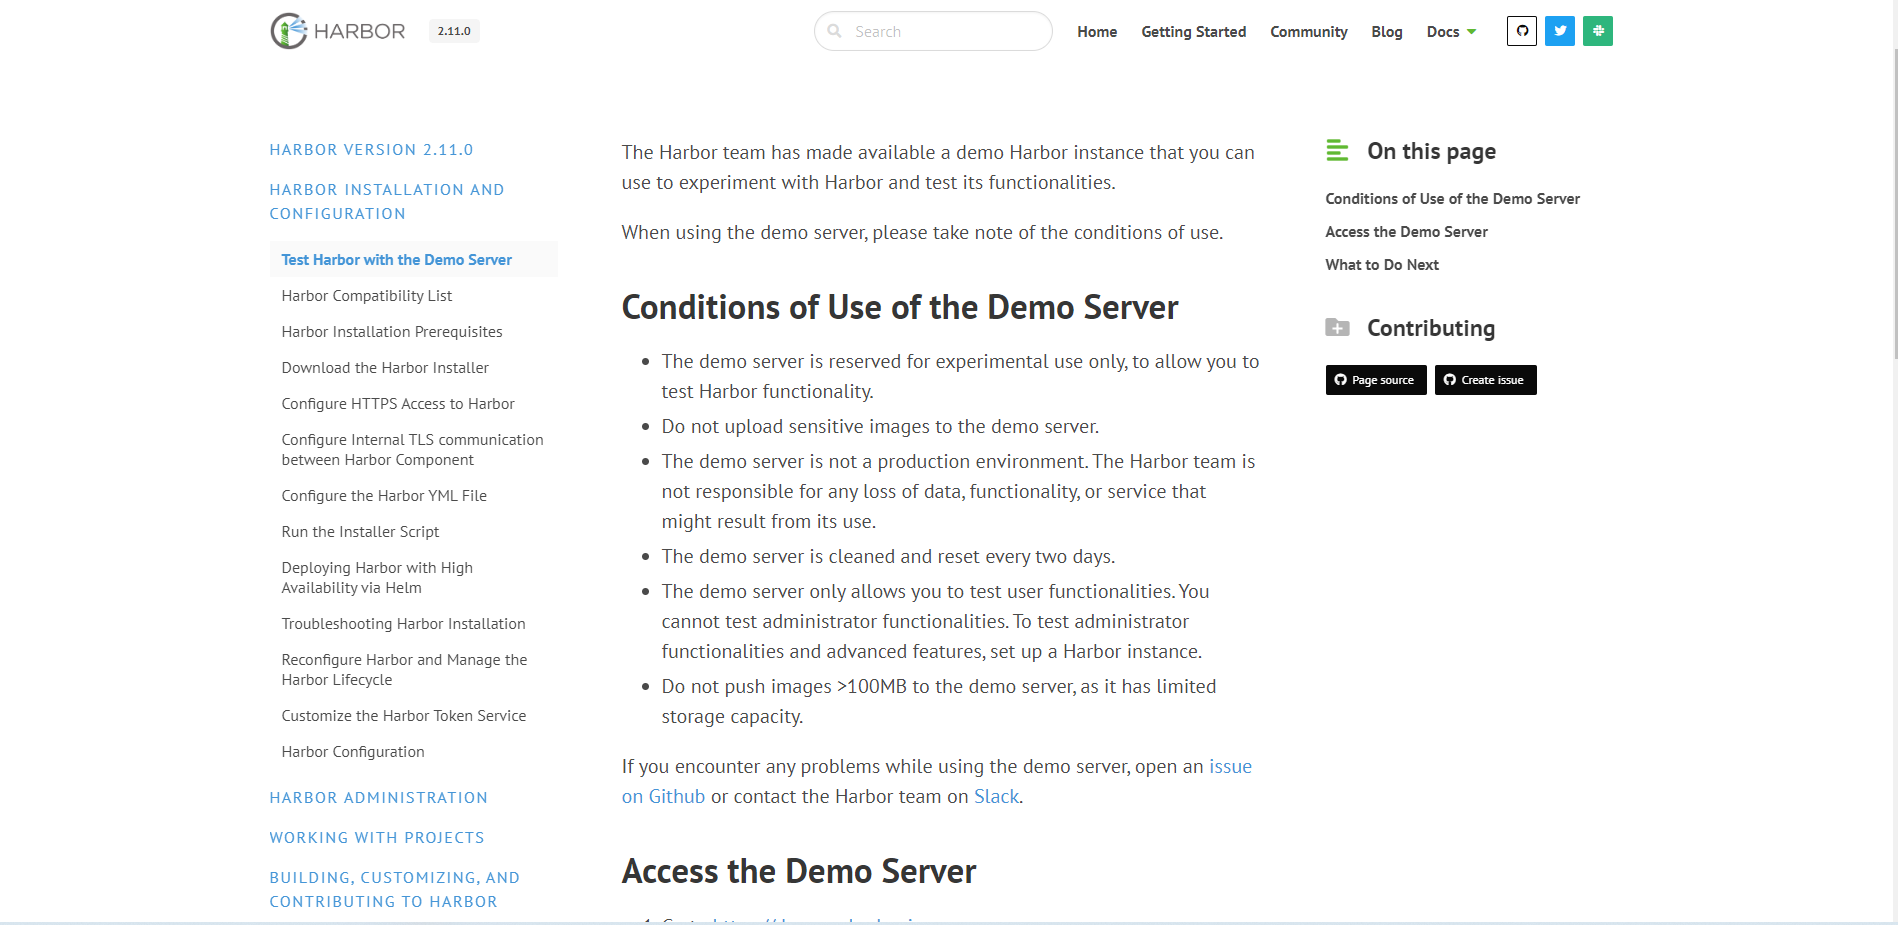 HARBOR 2.11.0 Search Home Getting Started Community Blog Docs
HARBOR VERSION 2.11.0
HARBOR INSTALLATION AND
CONFIGURATION
Test Harbor with the Demo Server
Harbor Compatibility List
Harbor Installation Prerequisites
Download the Harbor Installer
Configure HTTPS Access to Harbor
Configure Internal TLS communication
between Harbor Component
Configure the Harbor YML File
Run the Installer Script
Deploying Harbor with High
Availability via Helm
Troubleshooting Harbor Installation
Reconfigure Harbor and Manage the
Harbor Lifecycle
Customize the Harbor Token Service
Harbor Configuration
HARBOR ADMINISTRATION
WORKING WITH PROJECTS
BUILDING, CUSTOMIZING, AND
CONTRIBUTING TO HARBOR
The Harbor team has made available a demo Harbor instance that you can
use to experiment with Harbor and test its functionalities.
When using the demo server, please take note of the conditions of use.
Conditions of Use of the Demo Server
• The demo server is reserved for experimental use only, to allow you to
test Harbor functionality.
• Do not upload sensitive images to the demo server.
• The demo server is not a production environment. The Harbor team is
not responsible for any loss of data, functionality, or service that
might result from its use.
• The demo server is cleaned and reset every two days.
• The demo server only allows you to test user functionalities. You
cannot test administrator functionalities. To test administrator
functionalities and advanced features, set up a Harbor instance.
• Do not push images >100MB to the demo server, as it has limited
storage capacity.
If you encounter any problems while using the demo server, open an issue
on Github or contact the Harbor team on Slack.
Access the Demo Server
On this page
Conditions of Use of the Demo Server
Access the Demo Server
What to Do Next
Contributing
Page source Create issue